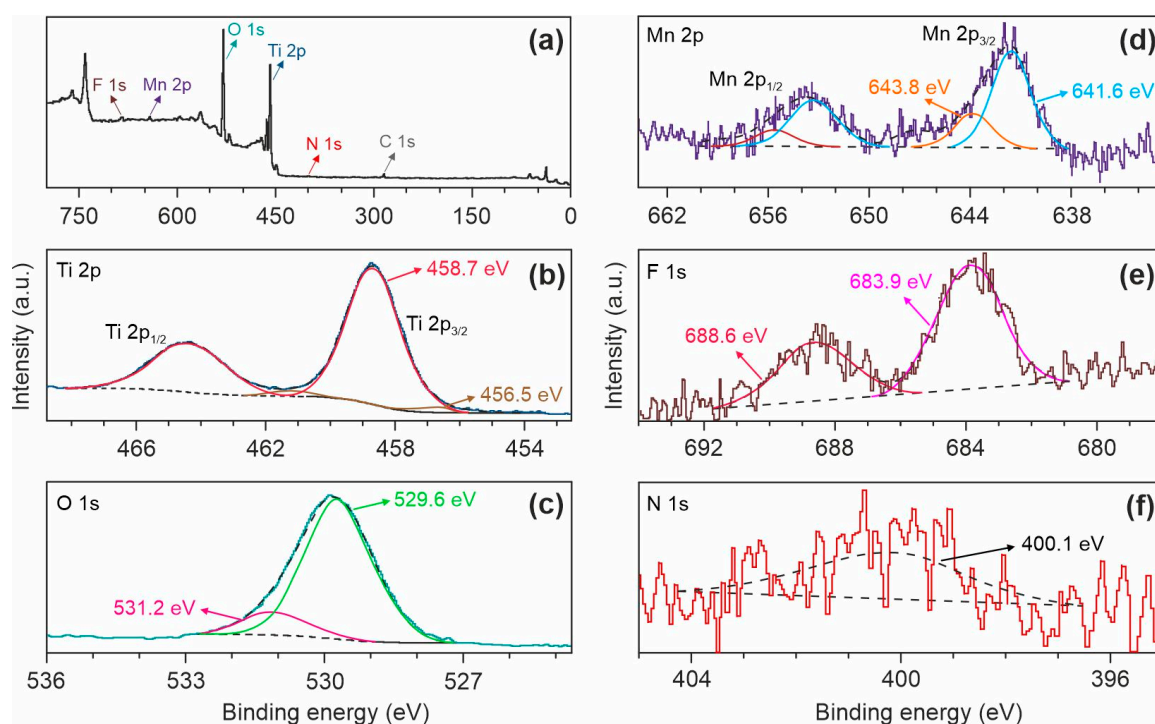 (a)
O 1s
Ti 2p
F 1s
Mn 2p
N 1s
C 1s
750 600 450 300 150 0
Ti 2p
(b)
458.7 eV
Ti 2p1/2
Ti 2p3/2
456.5 eV
466 462 458 454
O 1s
(c)
529.6 eV
531.2 eV
536 533 530 527
Intensity (a.u.)
Binding energy (eV)
Mn 2p
(d)
Mn 2p3/2
Mn 2p1/2
643.8 eV
641.6 eV
662 656 650 644 638
F 1s
(e)
683.9 eV
688.6 eV
692 688 684 680
N 1s
(f)
400.1 eV
404 400 396
Intensity (a.u.)
Binding energy (eV)